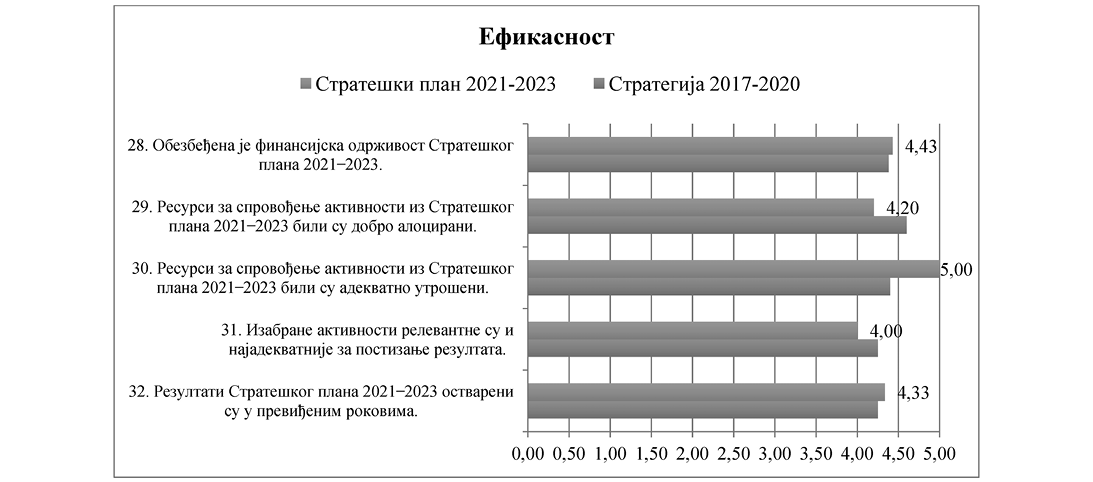 Ефикасност
Стратешки план 2021-2023 Стратегија 2017-2020
28. Обезбеђена је финансијска одрживост Стратешког
плана 2021–2023.
4,43
29. Ресурси за спровођење активности из Стратешког
плана 2021–2023 били су добро алоцирани.
4,20
30. Ресурси за спровођење активности из Стратешког
плана 2021–2023 били су адекватно утрошени.
5,00
31. Изабране активности релевантне су и
најадекватније за постизање резултата.
4,00
32. Резултати Стратешког плана 2021–2023 остварени
су у превиђеним роковима.
4,33
0,00 0,50 1,00 1,50 2,00 2,50 3,00 3,50 4,00 4,50 5,00